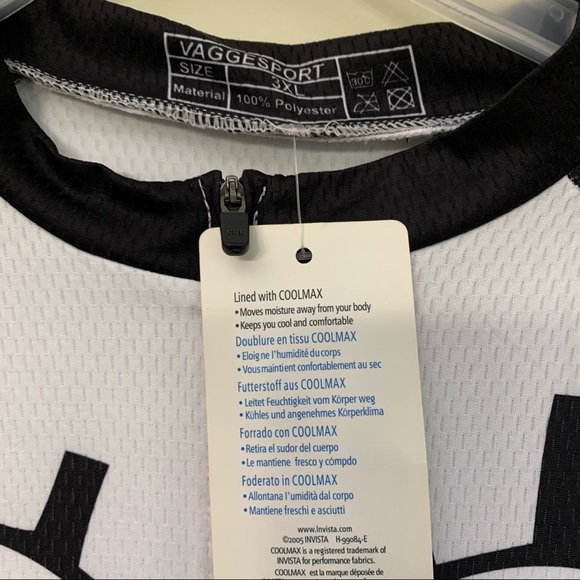 VAGGESPORT
SIZE 3XL
Material 100% Polyester
30°C
Lined with COOLMAX
•Moves moisture away from your body
•Keeps you cool and comfortable
Doublure en tissu COOLMAX
•Eloigne l'humidité du corps
•Vous maintient confortablement au sec
Futterstoff aus COOLMAX
•Leitet Feuchtigkeit vom Körper weg
•Kühles und angenehmes Körperklima
Forrado con COOLMAX
•Retira el sudor del cuerpo
•Le mantiene fresco y cómpdo
Foderato in COOLMAX
•Allontana l'umidità dal corpo
•Mantiene freschi e asciutti
www.Invista.com
©2005 INVISTA H-99084-E
COOLMAX is a registered trademark of
INVISTA for performance fabrics.
COOLMAX est la marque déposée de